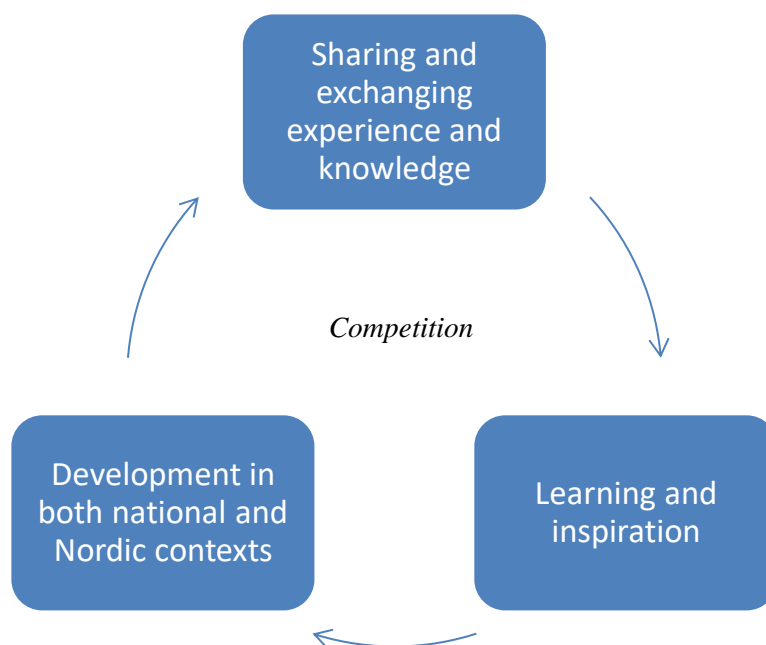 Sharing and
exchanging
experience and
knowledge
Competition
Development in
both national and
Nordic contexts
Learning and
inspiration